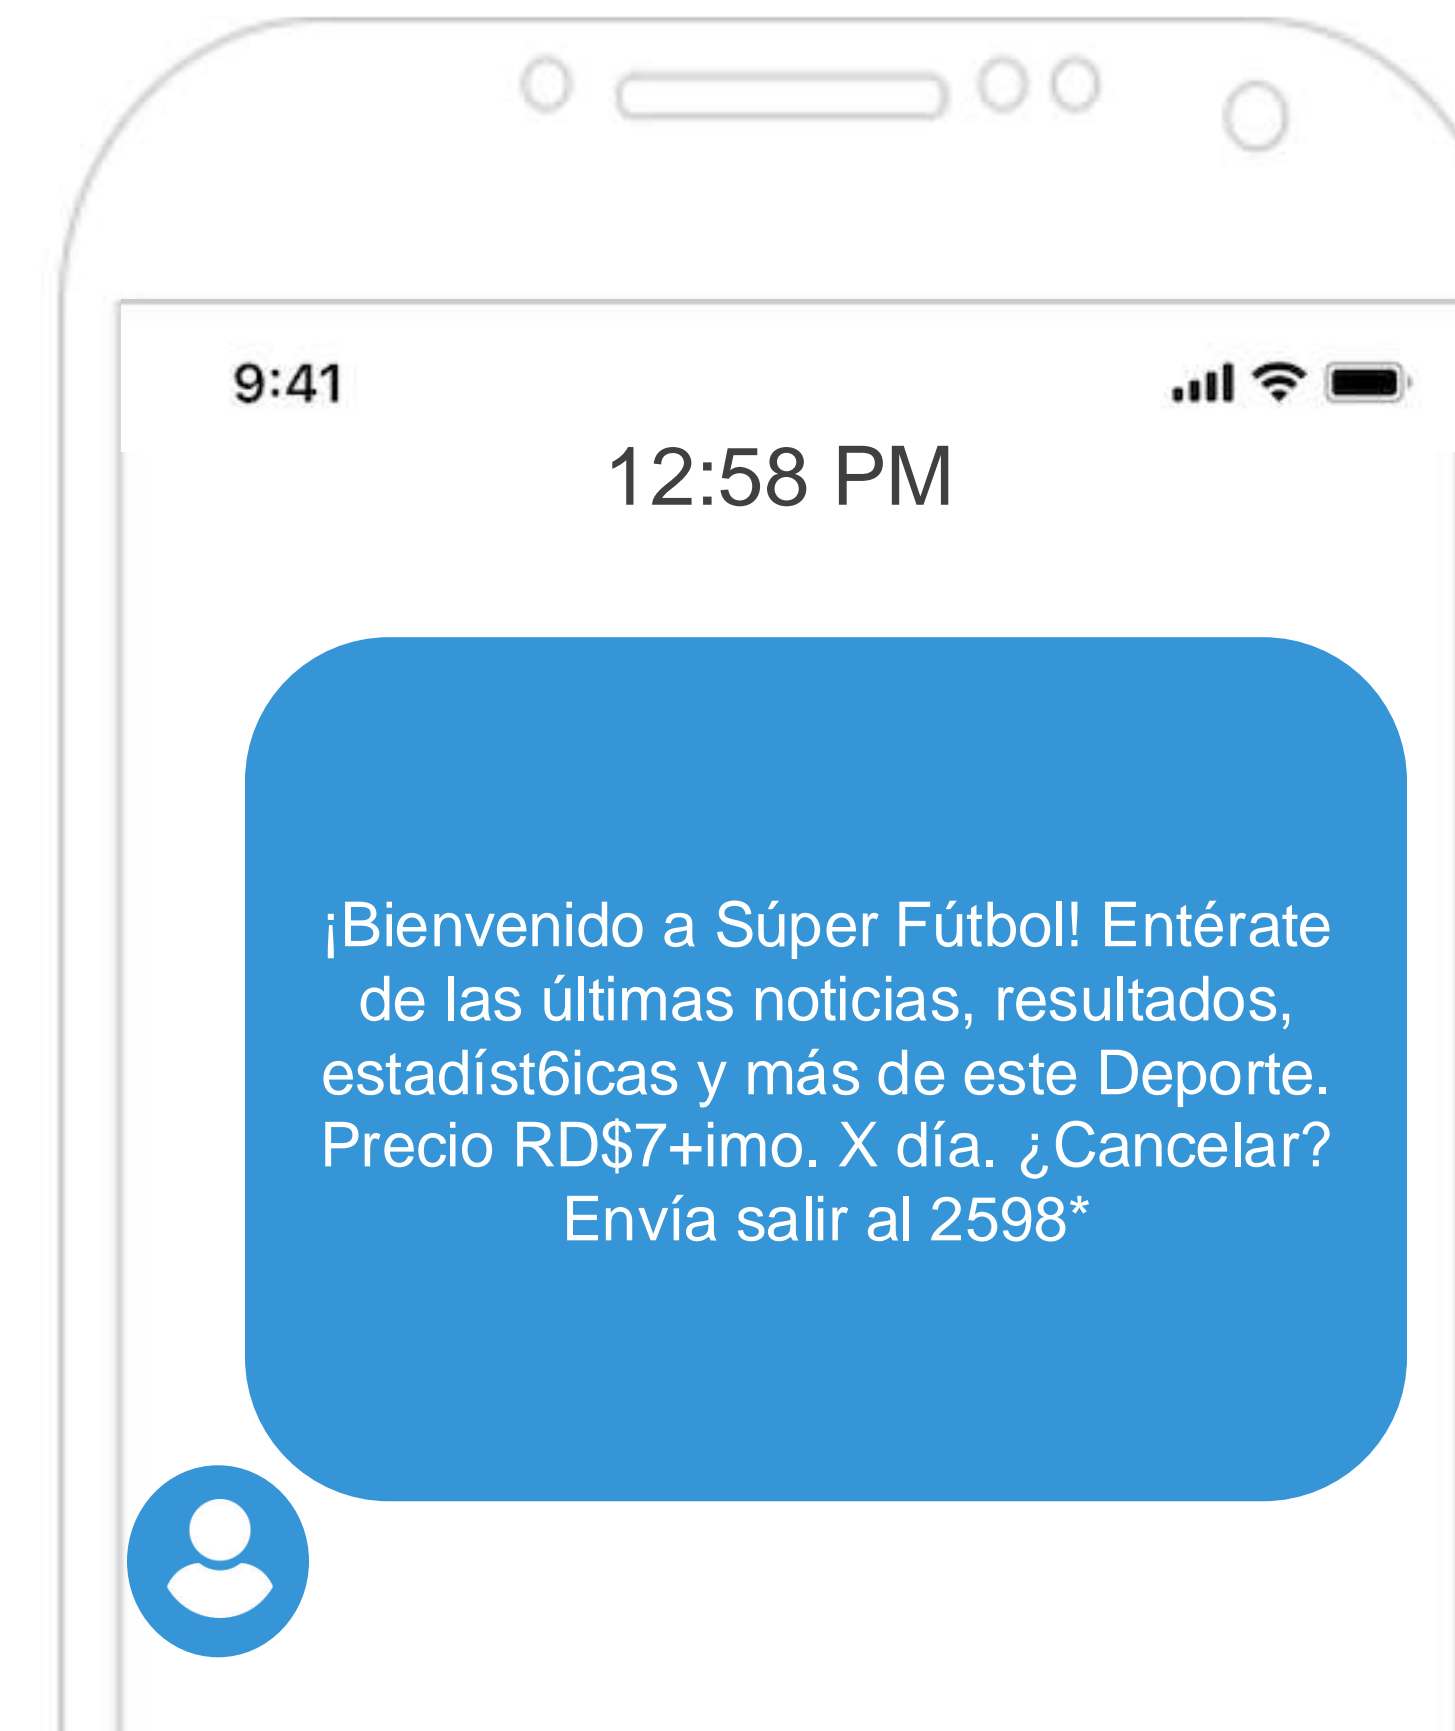 9:41
12:58 PM
¡Bienvenido a Súper Fútbol! Entérate
de las últimas noticias, resultados,
estadíst6icas y más de este Deporte.
Precio RD$7+imo. X día. ¿Cancelar?
Envía salir al 2598*